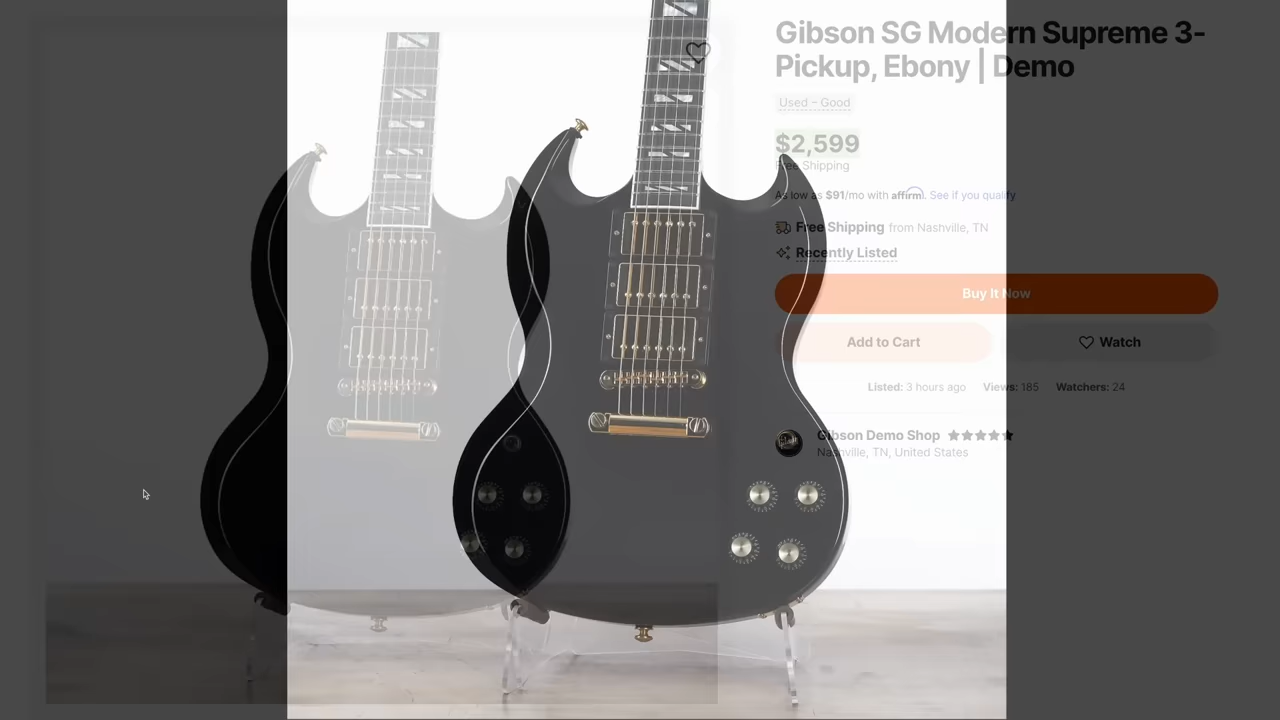 Gibson SG Modern Supreme 3-
Pickup, Ebony | Demo
Used – Good
$2,599
Free Shipping
As low as $91/mo with affirm. See if you qualify
Free Shipping from Nashville, TN
Recently Listed
Buy It Now
Add to Cart
Watch
Listed: 3 hours ago Views: 185 Watchers: 24
Gibson Demo Shop
Nashville, TN, United States